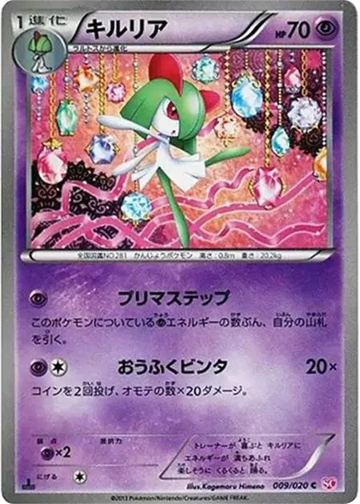 1進化
キルリア
HP70
ラルトスから進化
全国図鑑NO.281 かんじょうポケモン 高さ:0.8m 重さ:20.2kg
プリマステップ
このポケモンについているエネルギーの数ぶん、自分の山札
を引く。
おうふくビンタ 20×
コインを2回投げ、オモテの数×20ダメージ。
弱点
×2
抵抗力
にげる
トレーナーが 喜ぶと キルリアに
エネルギーが 満ちあふれ
くるくるくるくる 踊る。
Illus.Kagemaru Himeno
009/020 C
©2013 Pokémon/Nintendo/Creatures/GAME FREAK.